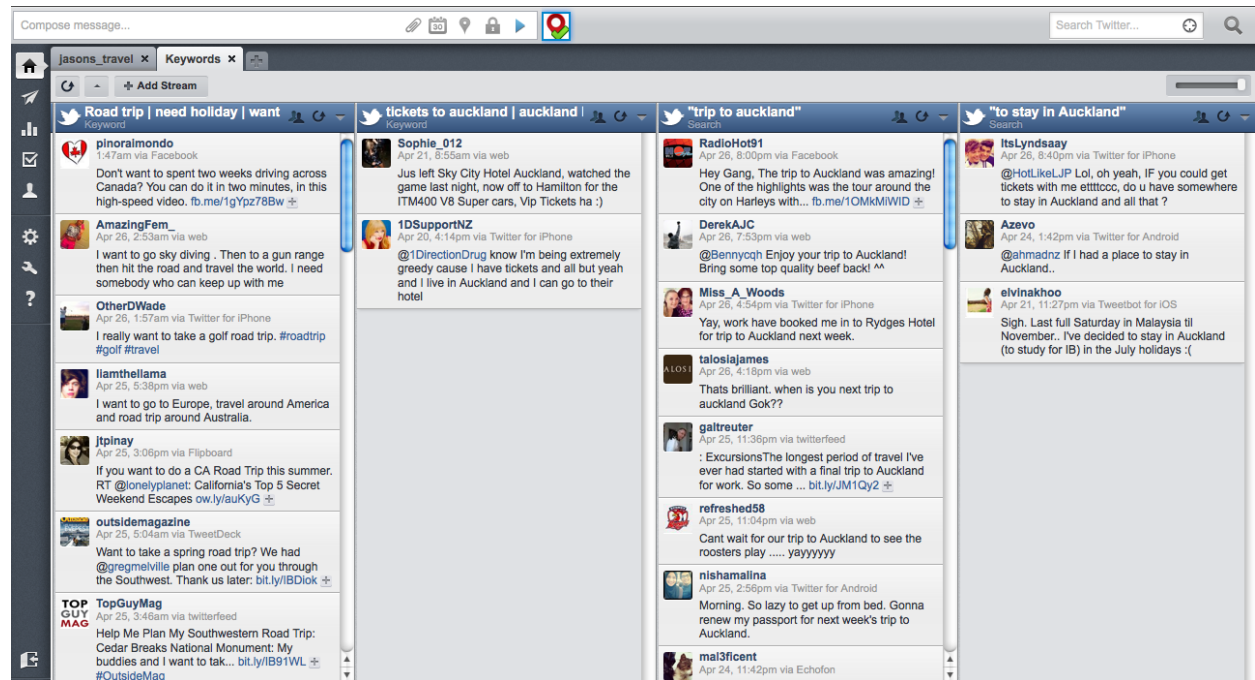 Compose message...
30
Search Twitter...
jasons_travel ×
Keywords ×
Add Stream
Road trip | need holiday | want
Keyword
pinoraimondo
1:47am via Facebook
Don't want to spent two weeks driving across
Canada? You can do it in two minutes, in this
high-speed video. fb.me/1gYpz78Bw
AmazingFem_
Apr 26, 2:53am via web
I want to go sky diving . Then to a gun range
then hit the road and travel the world. I need
somebody who can keep up with me
OtherDWade
Apr 26, 1:57am via Twitter for iPhone
I really want to take a golf road trip. #roadtrip
#golf #travel
liamthellama
Apr 25, 5:38pm via web
I want to go to Europe, travel around America
and road trip around Australia.
jtpinay
Apr 25, 3:06pm via Flipboard
If you want to do a CA Road Trip this summer.
RT @lonelyplanet: California's Top 5 Secret
Weekend Escapes ow.ly/auKyG
outsidemagazine
Apr 25, 5:04am via TweetDeck
Want to take a spring road trip? We had
@gregmelville plan one out for you through
the Southwest. Thank us later: bit.ly/IBDiok
TOP
GUY
MAG
TopGuyMag
Apr 25, 3:46am via twitterfeed
Help Me Plan My Southwestern Road Trip:
Cedar Breaks National Monument: My
buddies and I want to tak... bit.ly/IB91WL
#OutsideMag
tickets to auckland | auckland
Keyword
Sophie_012
Apr 21, 8:55am via web
Jus left Sky City Hotel Auckland, watched the
game last night, now off to Hamilton for the
ITM400 V8 Super cars, Vip Tickets ha :)
1DSupportNZ
Apr 20, 4:14pm via Twitter for iPhone
@1DirectionDrug know I'm being extremely
greedy cause I have tickets and all but yeah
and I live in Auckland and I can go to their
hotel
"trip to auckland"
Search
RadioHot91
Apr 26, 8:00pm via Facebook
Hey Gang, The trip to Auckland was amazing!
One of the highlights was the tour around the
city on Harleys with... fb.me/1OMkMiWID
DerekAJC
Apr 26, 7:53pm via web
@Bennycqh Enjoy your trip to Auckland!
Bring some top quality beef back! ^^
Miss_A_Woods
Apr 26, 4:54pm via Twitter for iPhone
Yay, work have booked me in to Rydges Hotel
for trip to Auckland next week.
ALOSI
talosiajames
Apr 26, 4:18pm via web
Thats brilliant. when is you next trip to
auckland Gok??
galtreuter
Apr 25, 11:36pm via twitterfeed
: ExcursionsThe longest period of travel I've
ever had started with a final trip to Auckland
for work. So some ... bit.ly/JM1Qy2
refreshed58
Apr 25, 11:04pm via web
Cant wait for our trip to Auckland to see the
roosters play ..... yayyyyyy
nishamalina
Apr 25, 2:56pm via Twitter for Android
Morning. So lazy to get up from bed. Gonna
renew my passport for next week's trip to
Auckland.
mal3ficent
Apr 24, 11:42pm via Echofon
"to stay in Auckland"
Search
ItsLyndsaay
Apr 26, 8:40pm via Twitter for iPhone
@HotLikeLJP Lol, oh yeah, IF you could get
tickets with me ettttccc, do u have somewhere
to stay in Auckland and all that ?
Azevo
Apr 24, 1:42pm via Twitter for Android
@ahmadnz If I had a place to stay in
Auckland..
elvinakhoo
Apr 21, 11:27pm via Tweetbot for iOS
Sigh. Last full Saturday in Malaysia til
November.. I've decided to stay in Auckland
(to study for IB) in the July holidays :(